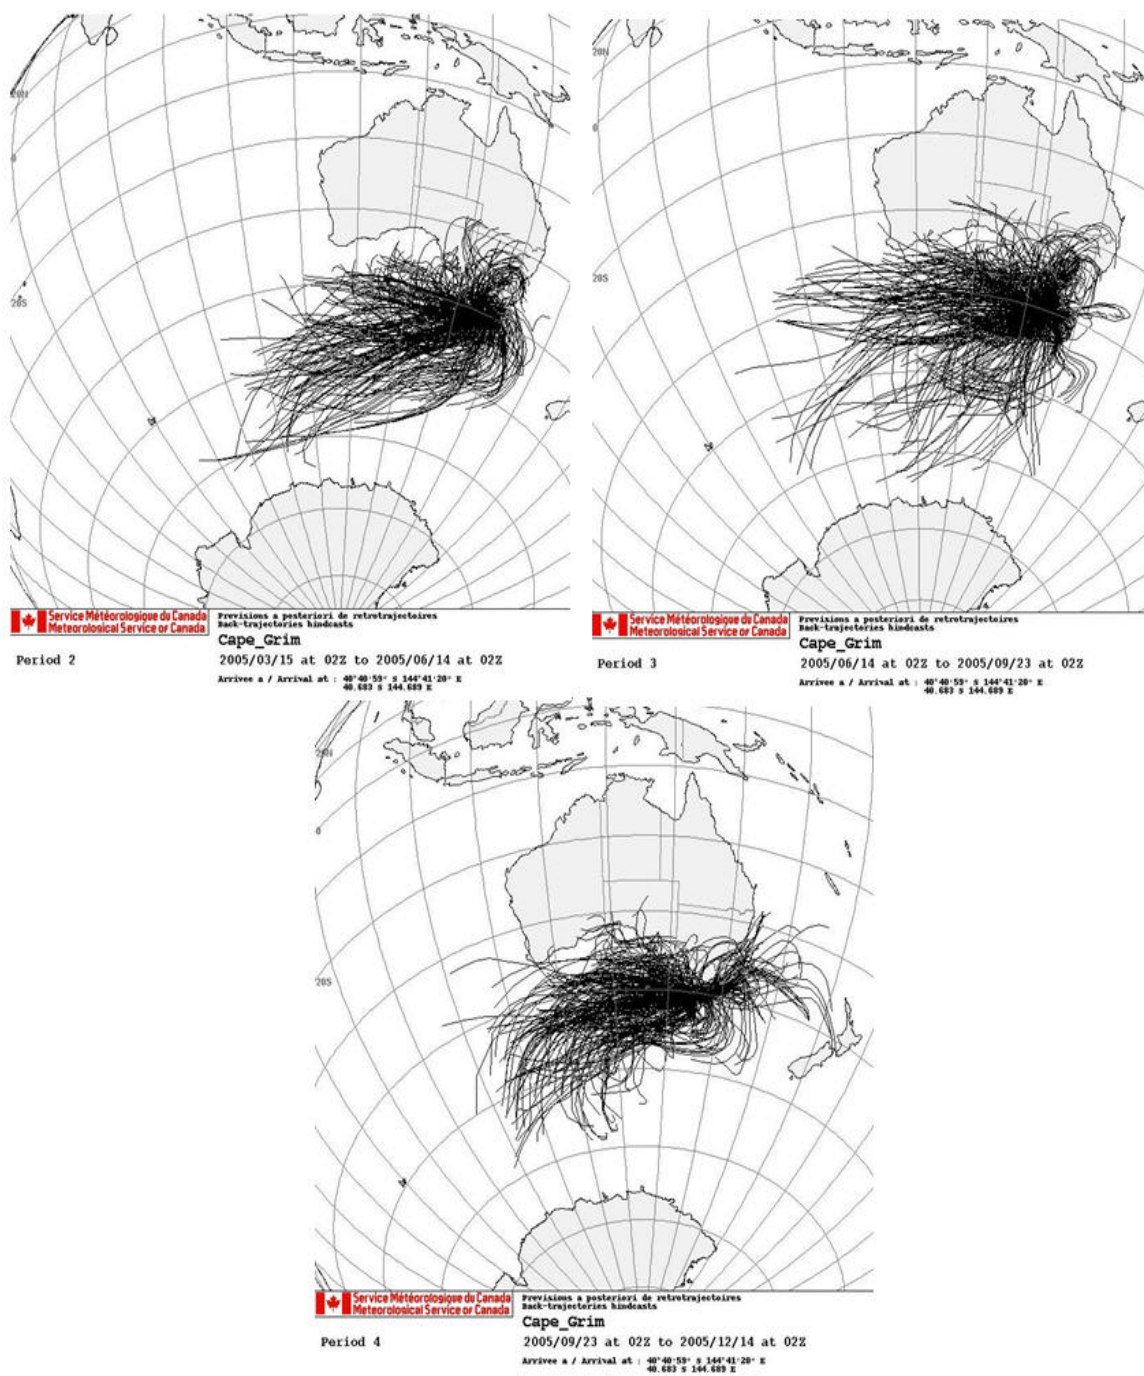 20N
0
20S
Service Météorologique du Canada
Meteorological Service of Canada
Previsions a posteriori de retrotrajectoires
Back-trajectories hindcasts
Cape_Grim
Period 2
2005/03/15 at 02Z to 2005/06/14 at 02Z
Arrivee a / Arrival at : 40°40'59" S 144°41'20" E
40.683 S 144.689 E
20N
0
20S
Service Météorologique du Canada
Meteorological Service of Canada
Previsions a posteriori de retrotrajectoires
Back-trajectories hindcasts
Cape_Grim
Period 3
2005/06/14 at 02Z to 2005/09/23 at 02Z
Arrivee a / Arrival at : 40°40'59" S 144°41'20" E
40.683 S 144.689 E
20N
0
20S
Service Météorologique du Canada
Meteorological Service of Canada
Previsions a posteriori de retrotrajectoires
Back-trajectories hindcasts
Cape_Grim
Period 4
2005/09/23 at 02Z to 2005/12/14 at 02Z
Arrivee a / Arrival at : 40°40'59" S 144°41'20" E
40.683 S 144.689 E